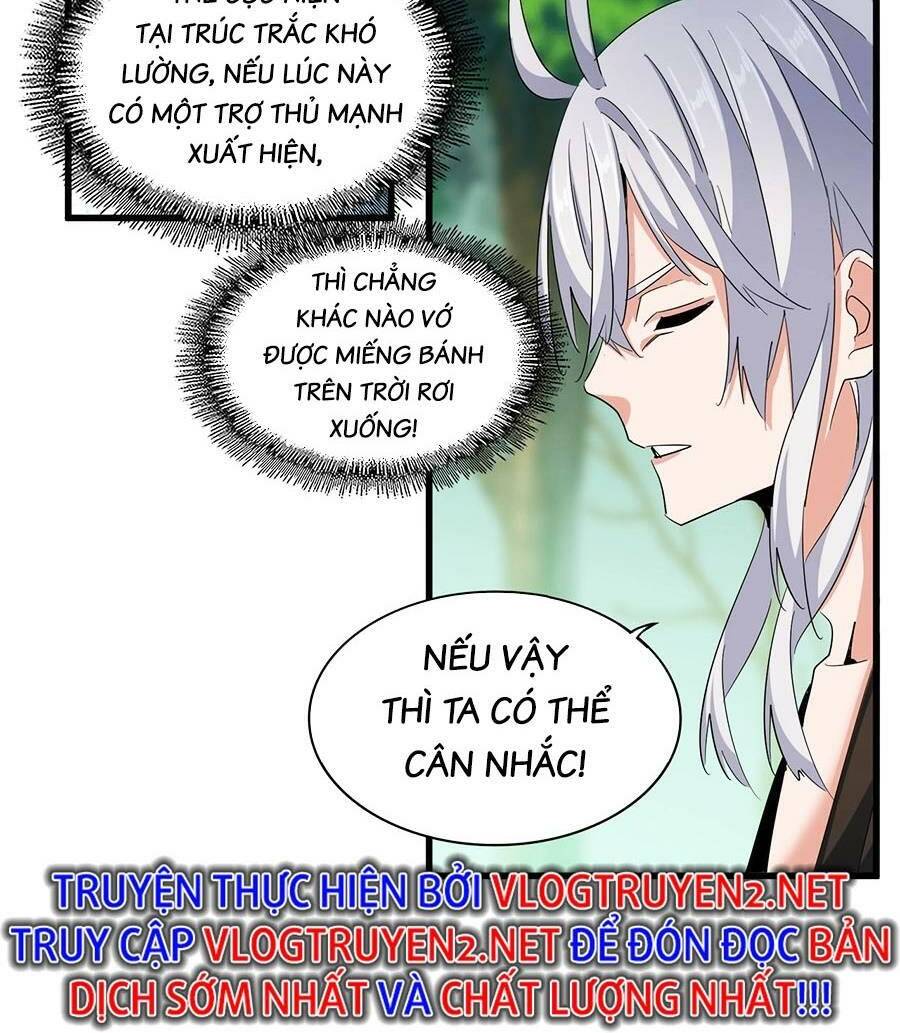 TẠI TRÚC TRẮC KHÓ
LƯỜNG, NẾU LÚC NÀY
CÓ MỘT TRỢ THỦ MẠNH
XUẤT HIỆN,
THÌ CHẲNG
KHÁC NÀO VỚ
ĐƯỢC MIẾNG BÁNH
TRÊN TRỜI RƠI
XUỐNG!
NẾU VẬY
THÌ TA CÓ THỂ
CÂN NHẮC!
TRUYỆN THỰC HIỆN BỞI VLOGTRUYEN2.NET
TRUY CẬP VLOGTRUYEN2.NET ĐỂ ĐÓN ĐỌC BẢN
DỊCH SỚM NHẤT VÀ CHẤT LƯỢNG NHẤT!!!